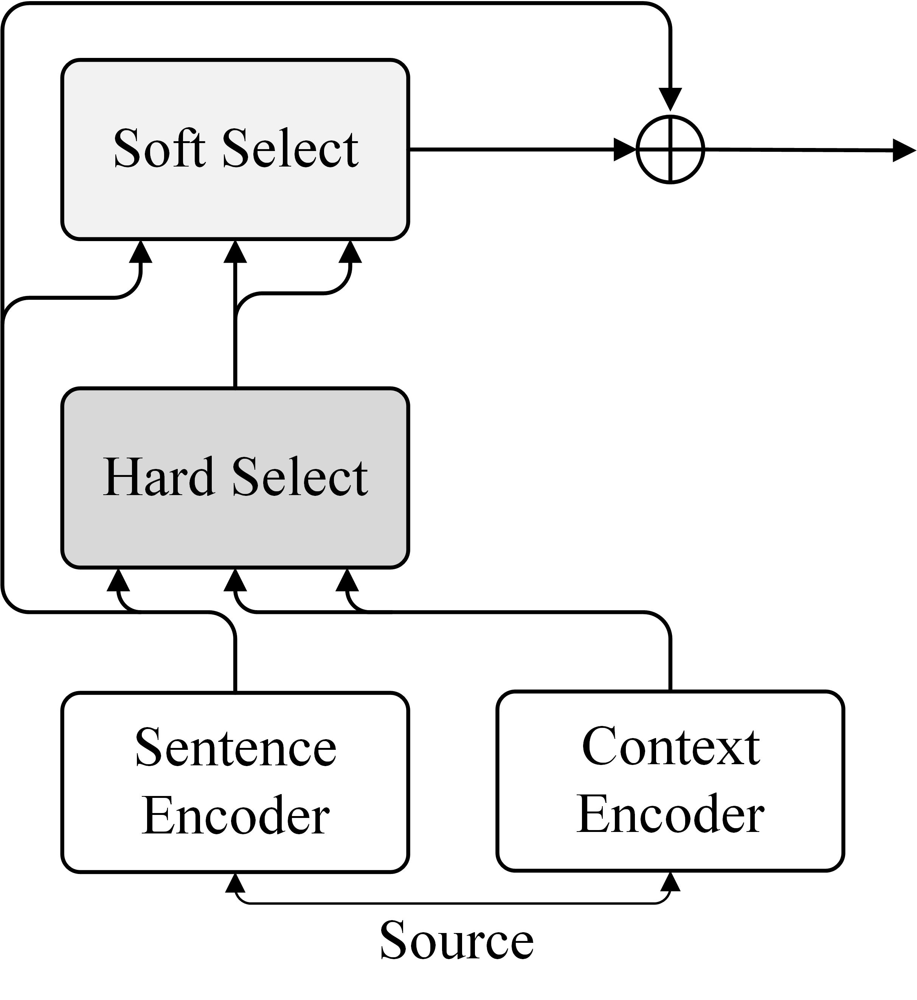 Soft Select
Hard Select
Sentence
Encoder
Context
Encoder
Source